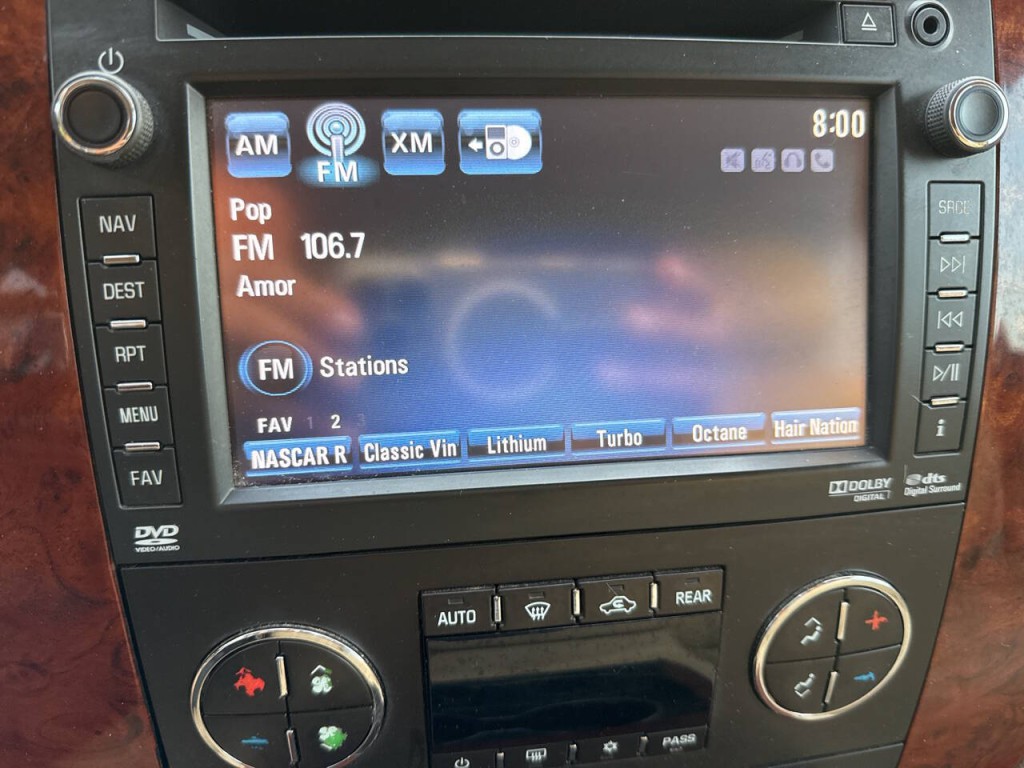 AM FM XM
8:00
Pop
FM 106.7
Amor
FM Stations
FAV 1 2 3
NASCAR R Classic Vin Lithium Turbo Octane Hair Nation
NAV
DEST
RPT
MENU
FAV
SRCE
i
DVD
VIDEO/AUDIO
DOLBY
DIGITAL
dts
Digital Surround
AUTO REAR
PASS